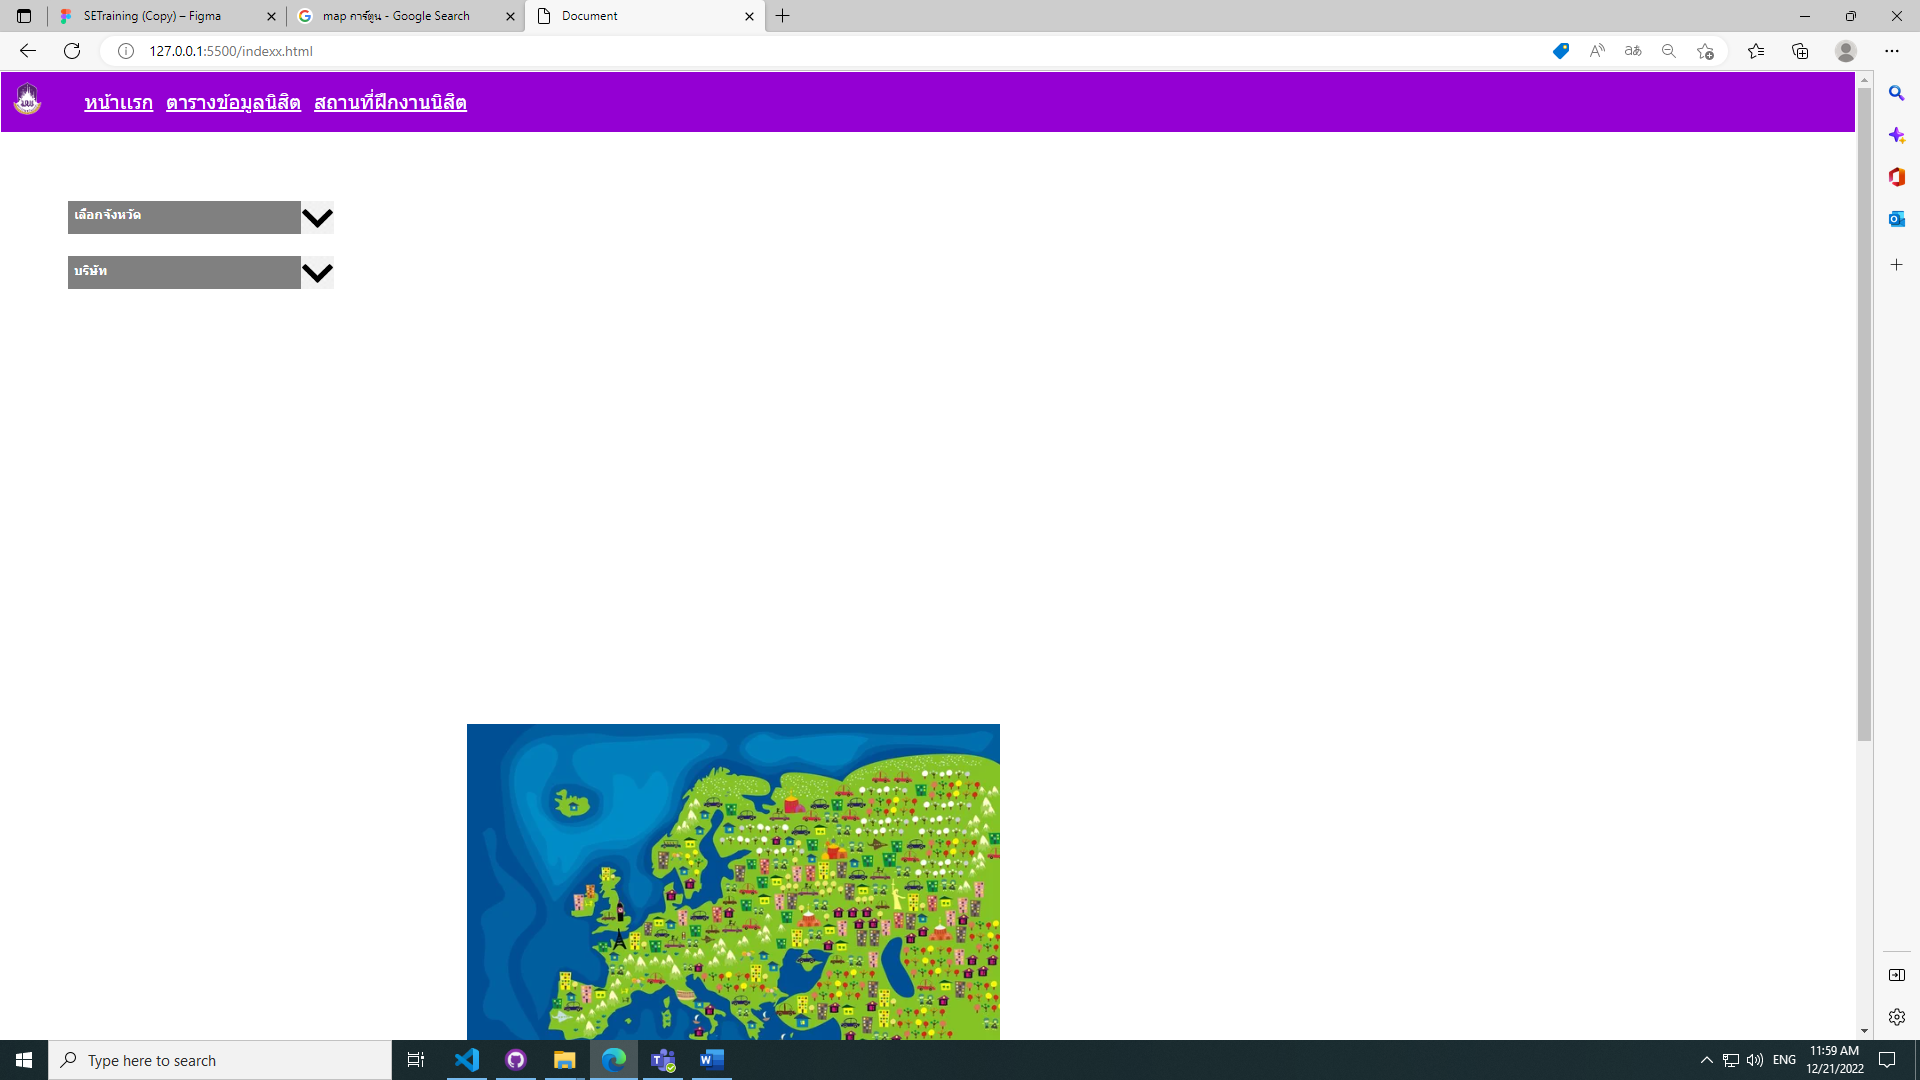 SETraining (Copy) – Figma
map การ์ตูน - Google Search
Document
127.0.0.1:5500/indexx.html
หน้าแรก ตารางข้อมูลนิสิต สถานที่ฝึกงานนิสิต
เลือกจังหวัด
บริษัท
Type here to search
ENG
11:59 AM
12/21/2022